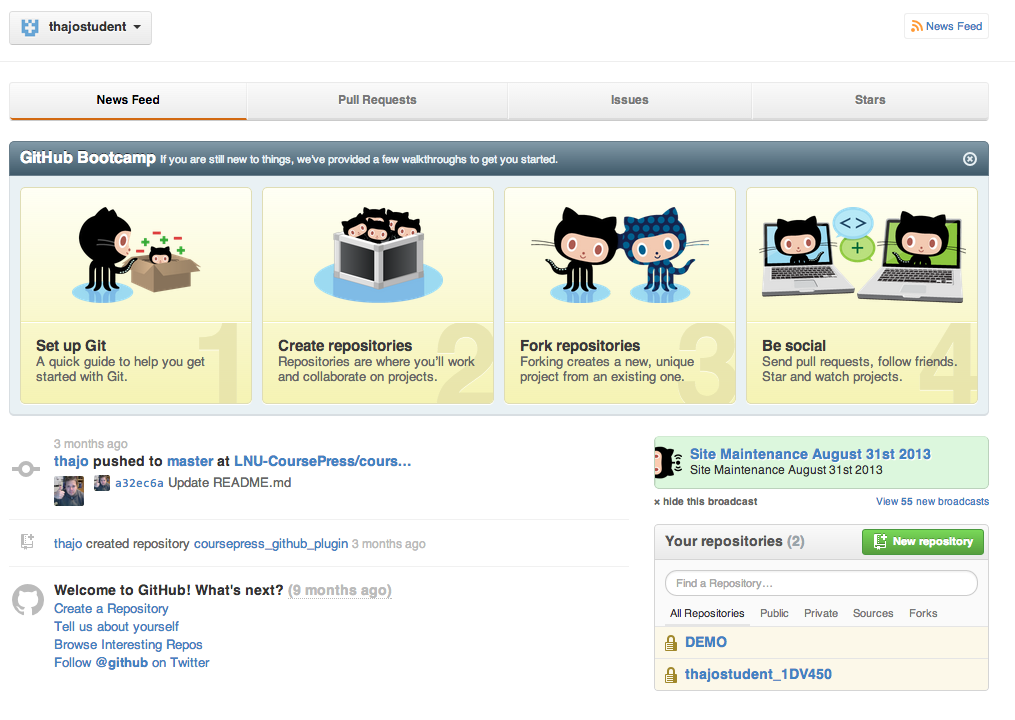 thajostudent
News Feed
News Feed
Pull Requests
Issues
Stars
GitHub Bootcamp If you are still new to things, we've provided a few walkthroughs to get you started.
1
Set up Git
A quick guide to help you get
started with Git.
2
Create repositories
Repositories are where you'll work
and collaborate on projects.
3
Fork repositories
Forking creates a new, unique
project from an existing one.
4
Be social
Send pull requests, follow friends.
Star and watch projects.
3 months ago
thajo pushed to master at LNU-CoursePress/cours...
a32ec6a Update README.md
thajo created repository coursepress_github_plugin 3 months ago
Welcome to GitHub! What's next? (9 months ago)
Create a Repository
Tell us about yourself
Browse Interesting Repos
Follow @github on Twitter
Site Maintenance August 31st 2013
Site Maintenance August 31st 2013
× hide this broadcast
View 55 new broadcasts
Your repositories (2)
New repository
Find a Repository...
All Repositories Public Private Sources Forks
DEMO
thajostudent_1DV450